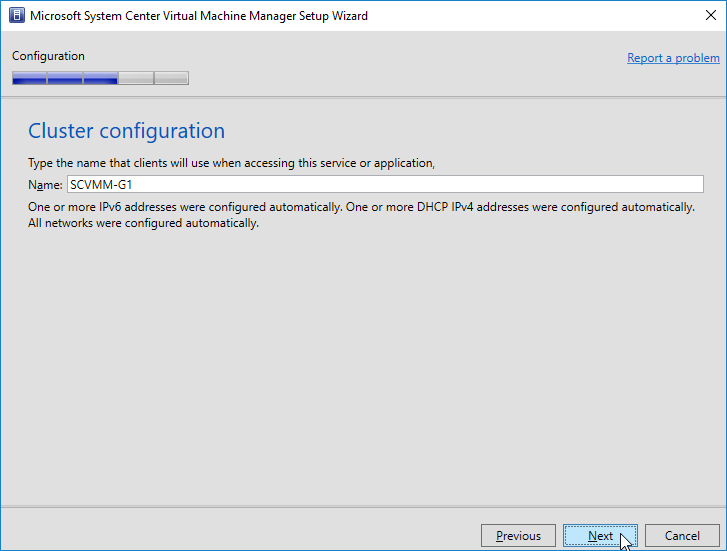 Microsoft System Center Virtual Machine Manager Setup Wizard
Configuration
Report a problem
Cluster configuration
Type the name that clients will use when accessing this service or application,
Name: SCVMM-G1
One or more IPv6 addresses were configured automatically. One or more DHCP IPv4 addresses were configured automatically.
All networks were configured automatically.
Previous Next Cancel